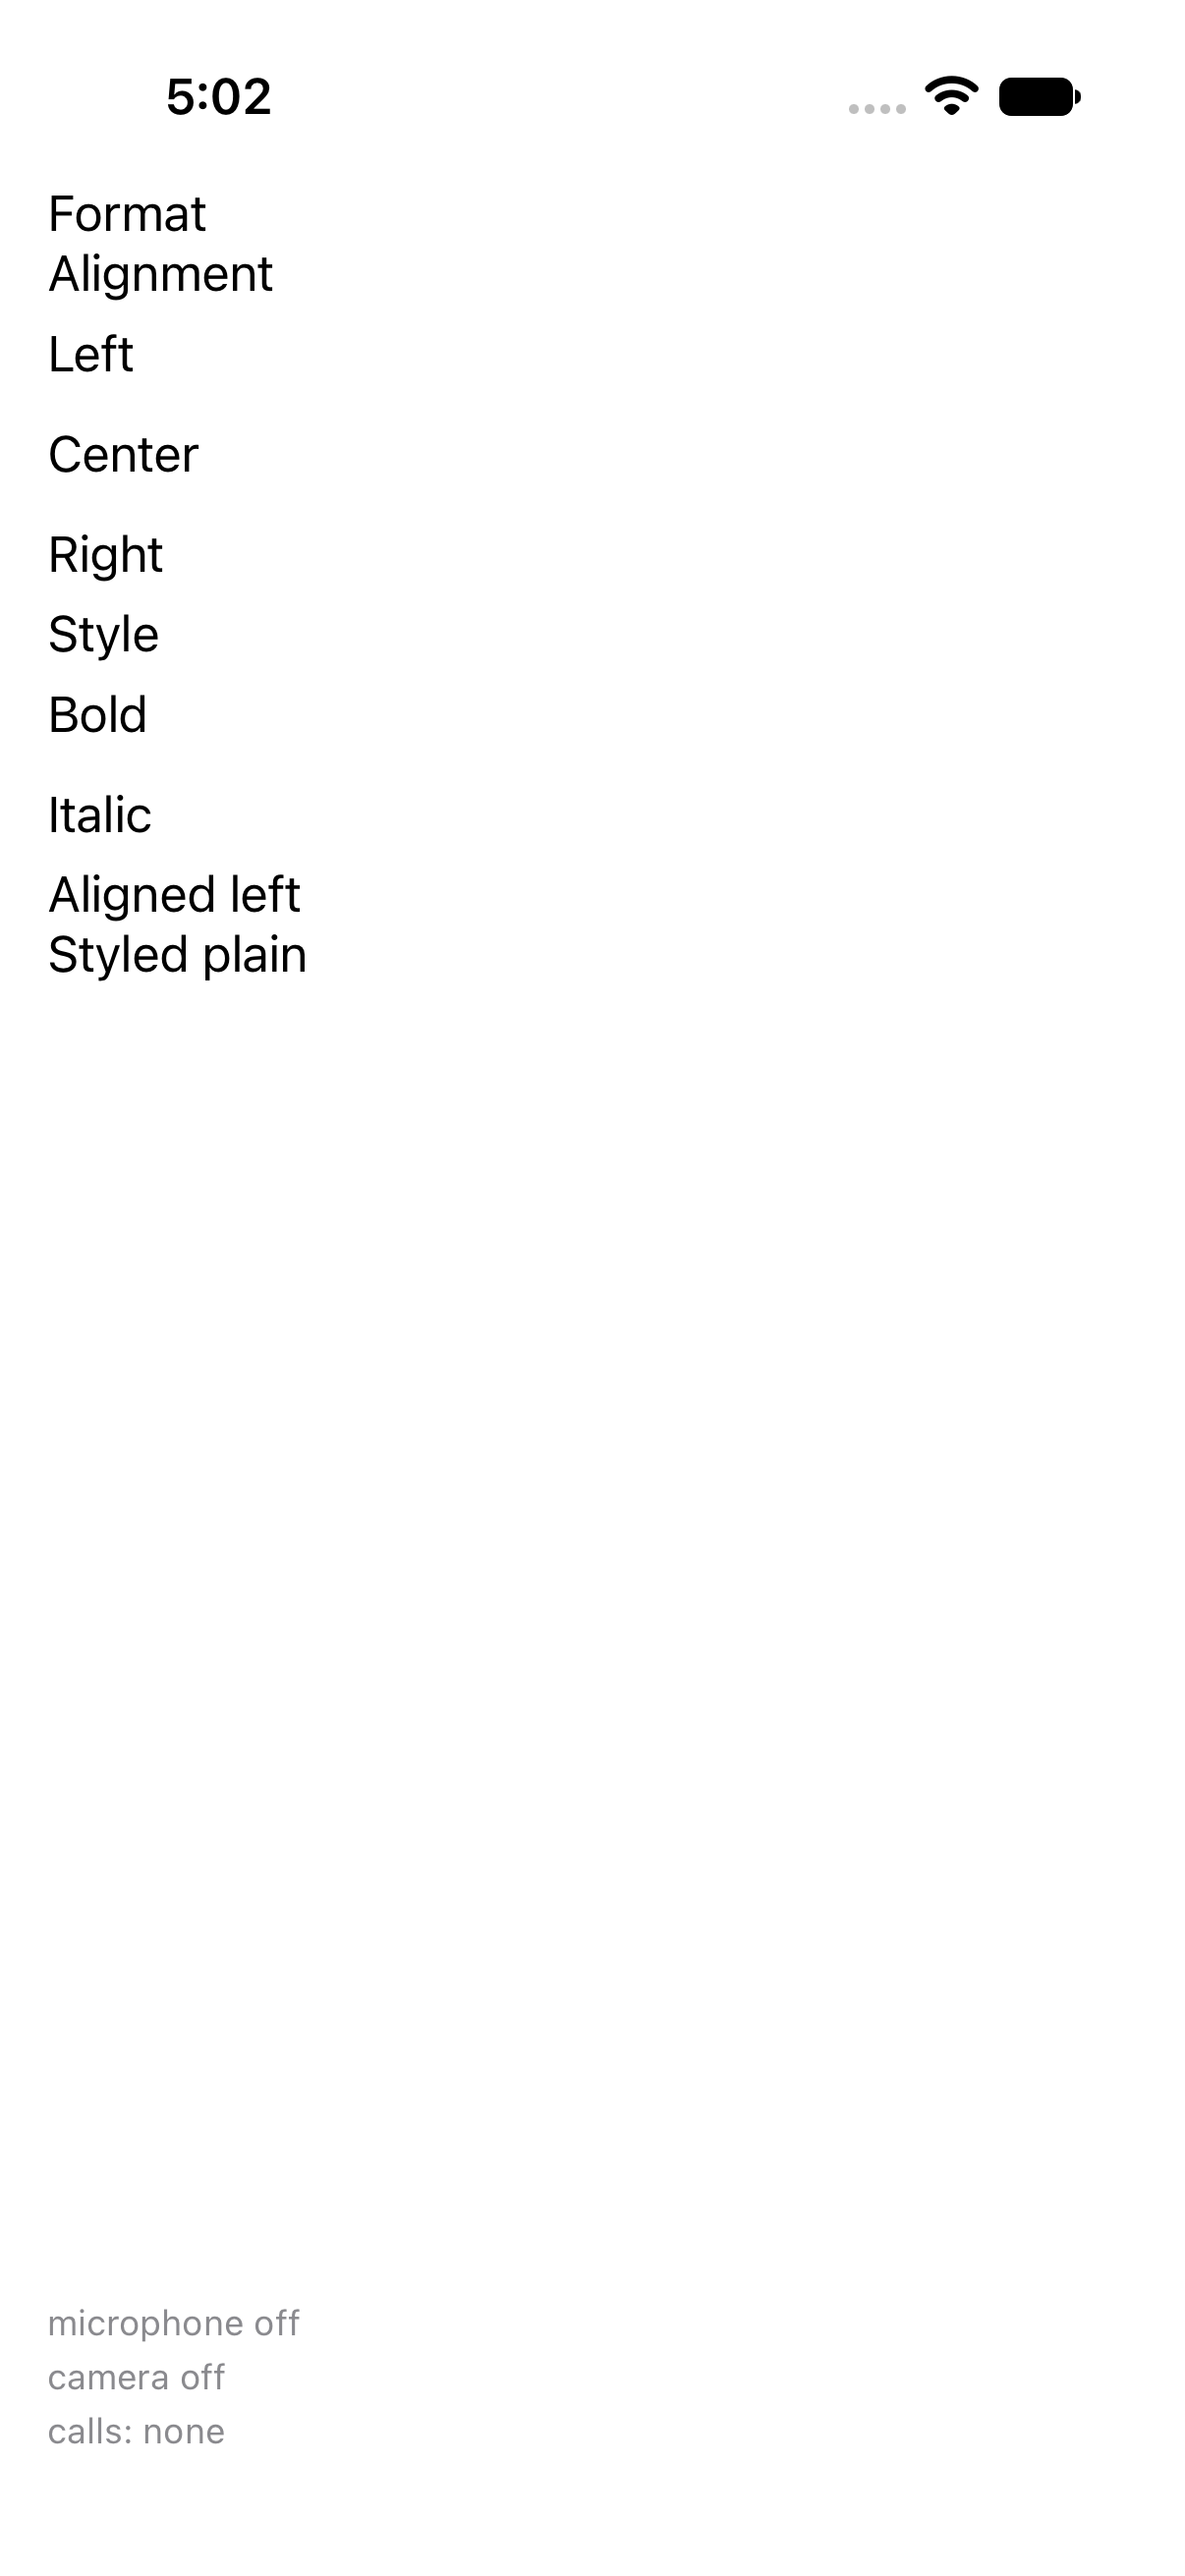 5:02
Format
Alignment
Left
Center
Right
Style
Bold
Italic
Aligned left
Styled plain
microphone off
camera off
calls: none